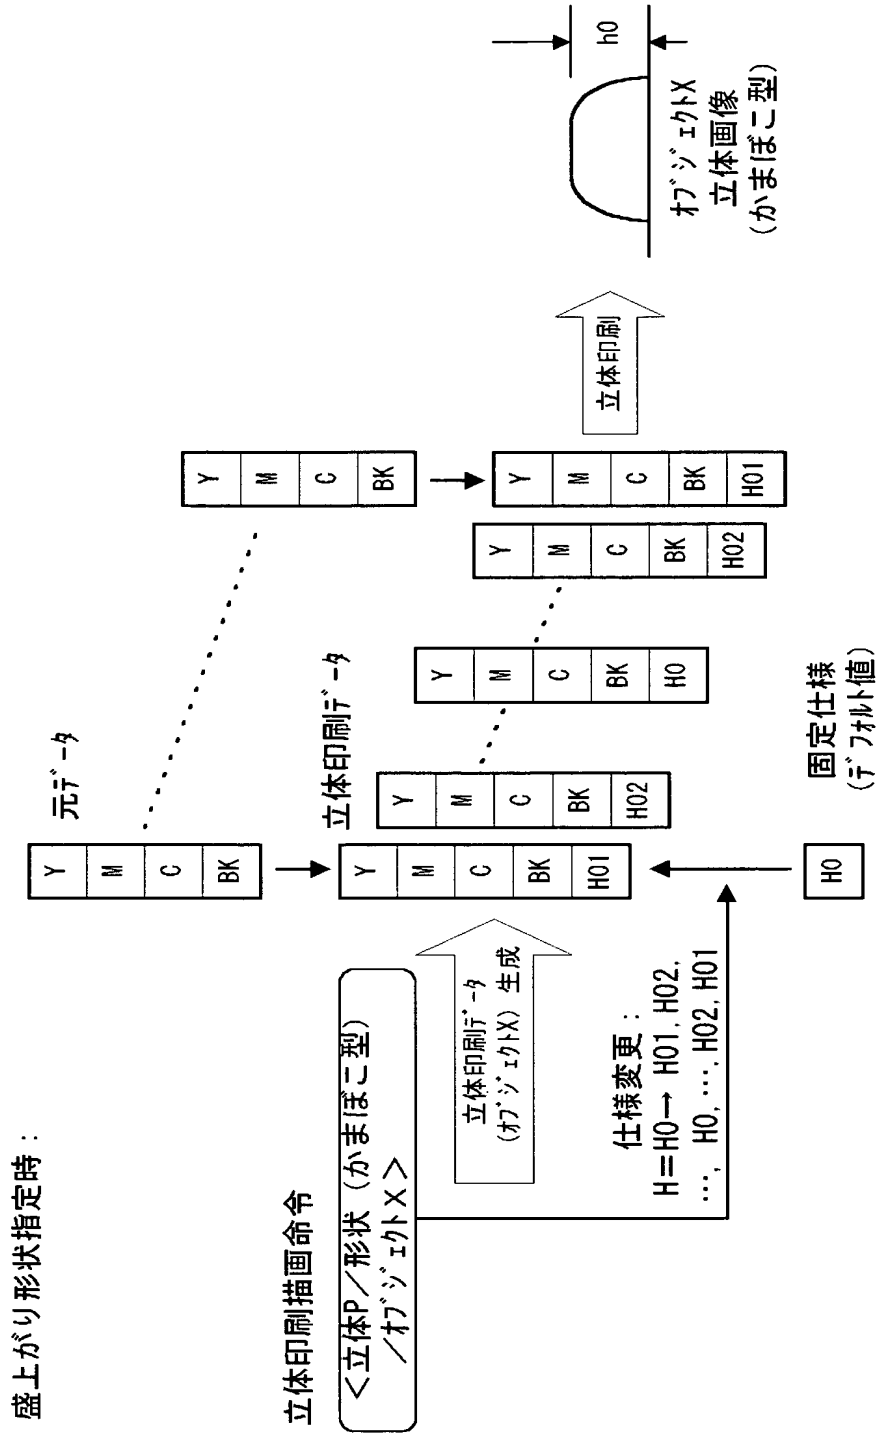 盛上がり形状指定時：
元ﾃﾞｰﾀ
Y
M
C
BK
Y
M
C
BK
立体印刷描画命令
＜立体P／形状（かまぼこ型）
／ｵﾌﾞｼﾞｪｸﾄX＞
立体印刷ﾃﾞｰﾀ
(ｵﾌﾞｼﾞｪｸﾄX) 生成
立体印刷ﾃﾞｰﾀ
Y
M
C
BK
H01
Y
M
C
BK
H02
Y
M
C
BK
H0
Y
M
C
BK
H02
Y
M
C
BK
H01
立体印刷
h0
ｵﾌﾞｼﾞｪｸﾄX
立体画像
(かまぼこ型)
仕様変更：
H＝H0→ H01, H02,
…, H0, …, H02, H01
H0
固定仕様
(ﾃﾞﾌｫﾙﾄ値)